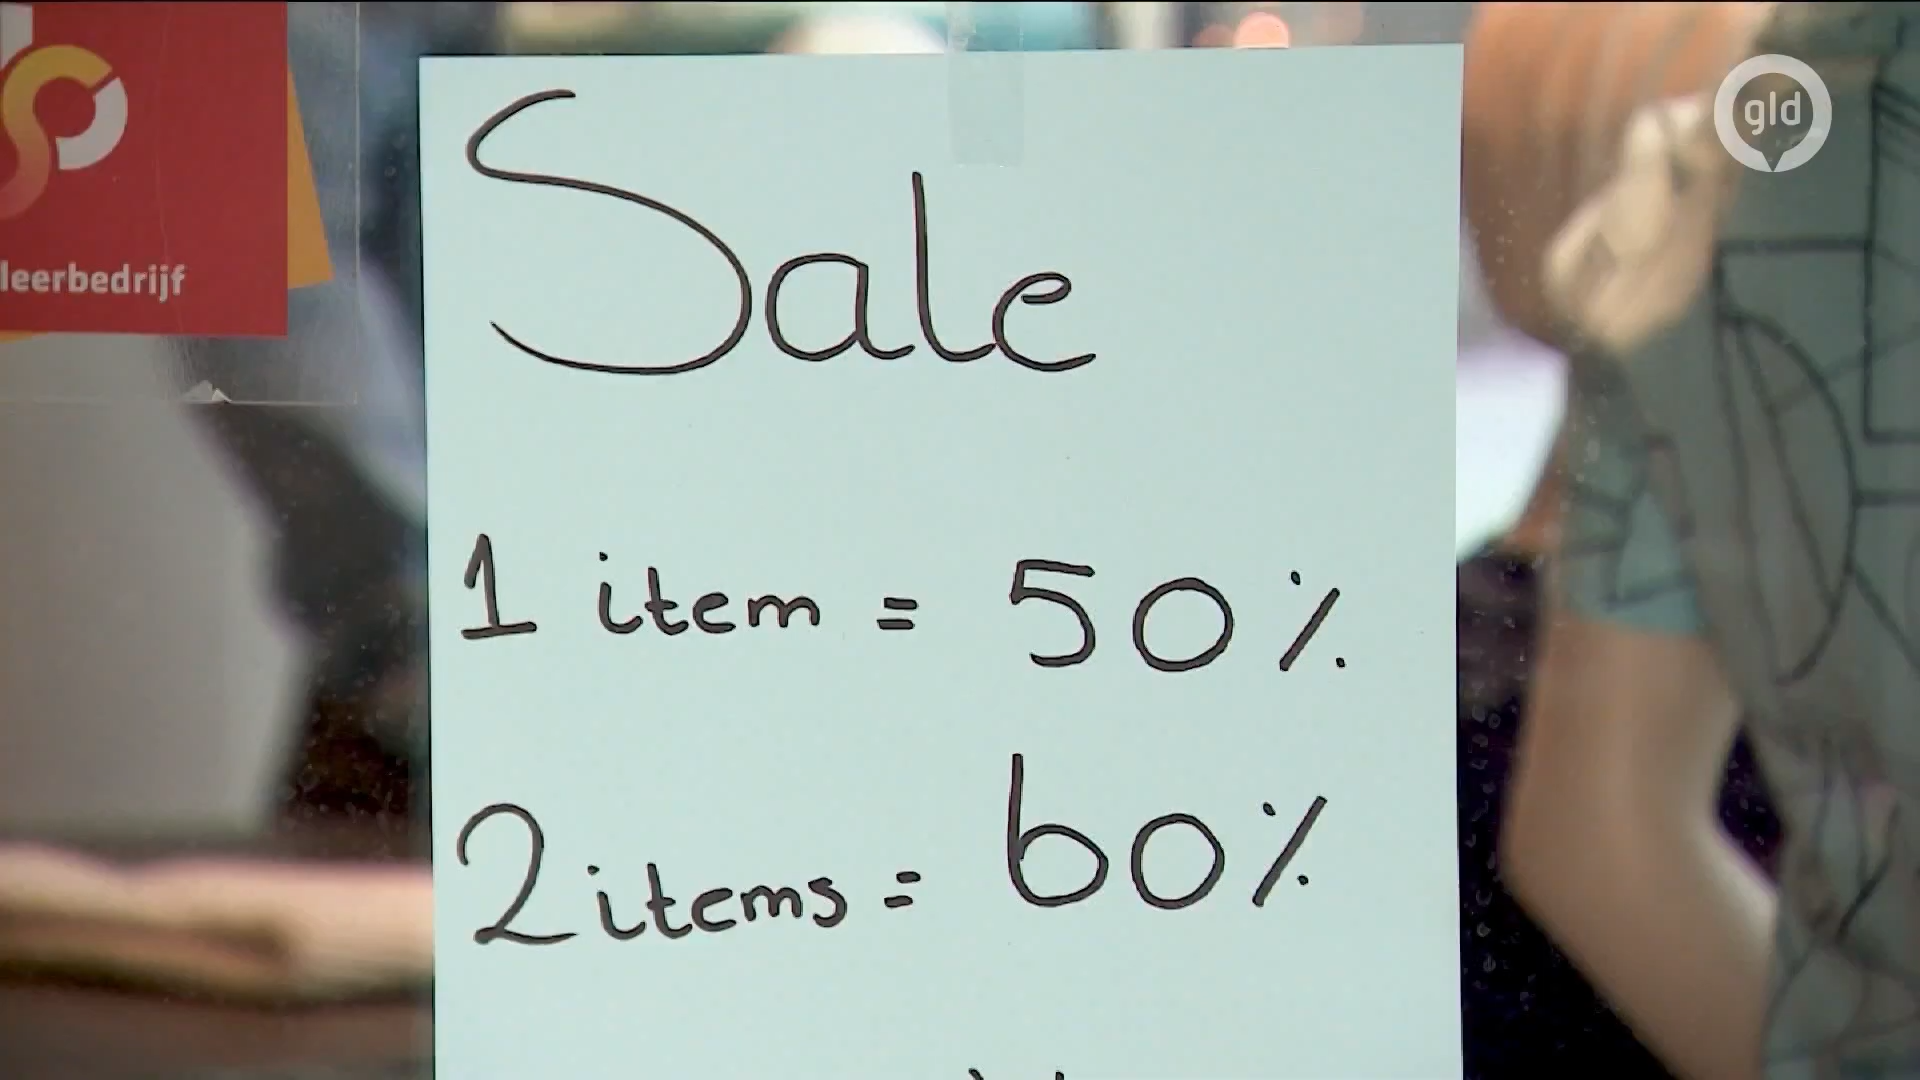 gld
leerbedrijf
Sale
1 item = 50%
2 items = 60%